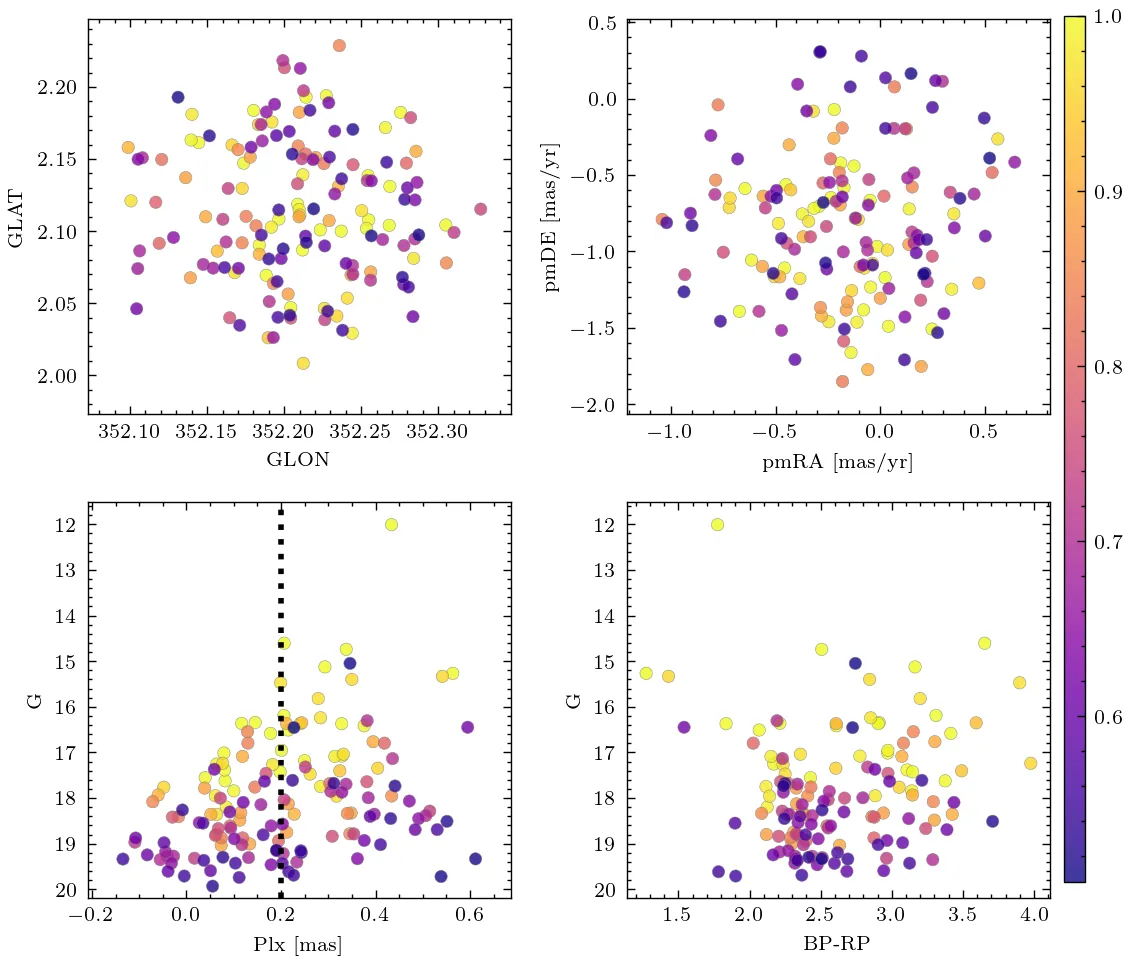 2.20
2.15
2.10
2.05
2.00
GLAT
352.10 352.15 352.20 352.25 352.30
GLON
0.5
0.0
−0.5
−1.0
−1.5
−2.0
pmDE [mas/yr]
−1.0 −0.5 0.0 0.5
pmRA [mas/yr]
12
13
14
15
16
17
18
19
20
G
−0.2 0.0 0.2 0.4 0.6
Plx [mas]
12
13
14
15
16
17
18
19
20
G
1.5 2.0 2.5 3.0 3.5 4.0
BP-RP
1.0
0.9
0.8
0.7
0.6